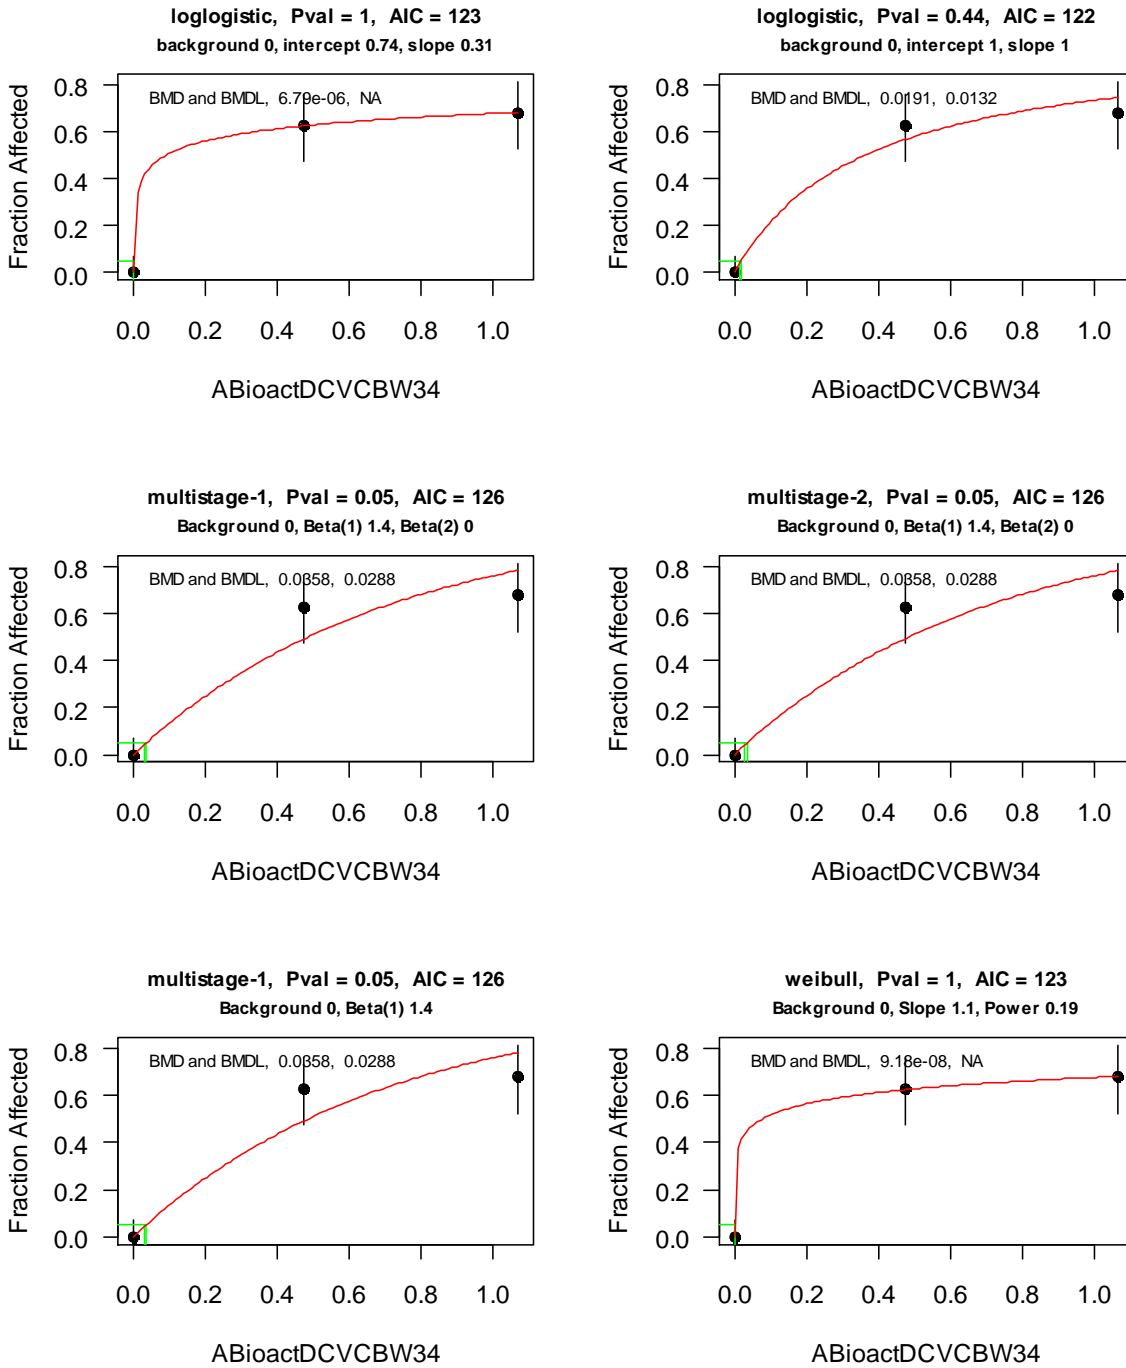 loglogistic,  Pval = 1,  AIC = 123
background 0, intercept 0.74, slope 0.31
BMD and BMDL,  6.79e-06,  NA
Fraction Affected
0.8
0.6
0.4
0.2
0.0
0.0 0.2 0.4 0.6 0.8 1.0
ABioactDCVCBW34
loglogistic,  Pval = 0.44,  AIC = 122
background 0, intercept 1, slope 1
BMD and BMDL,  0.0191,  0.0132
Fraction Affected
0.8
0.6
0.4
0.2
0.0
0.0 0.2 0.4 0.6 0.8 1.0
ABioactDCVCBW34
multistage-1,  Pval = 0.05,  AIC = 126
Background 0, Beta(1) 1.4, Beta(2) 0
BMD and BMDL,  0.0358,  0.0288
Fraction Affected
0.8
0.6
0.4
0.2
0.0
0.0 0.2 0.4 0.6 0.8 1.0
ABioactDCVCBW34
multistage-2,  Pval = 0.05,  AIC = 126
Background 0, Beta(1) 1.4, Beta(2) 0
BMD and BMDL,  0.0358,  0.0288
Fraction Affected
0.8
0.6
0.4
0.2
0.0
0.0 0.2 0.4 0.6 0.8 1.0
ABioactDCVCBW34
multistage-1,  Pval = 0.05,  AIC = 126
Background 0, Beta(1) 1.4
BMD and BMDL,  0.0358,  0.0288
Fraction Affected
0.8
0.6
0.4
0.2
0.0
0.0 0.2 0.4 0.6 0.8 1.0
ABioactDCVCBW34
weibull,  Pval = 1,  AIC = 123
Background 0, Slope 1.1, Power 0.19
BMD and BMDL,  9.18e-08,  NA
Fraction Affected
0.8
0.6
0.4
0.2
0.0
0.0 0.2 0.4 0.6 0.8 1.0
ABioactDCVCBW34